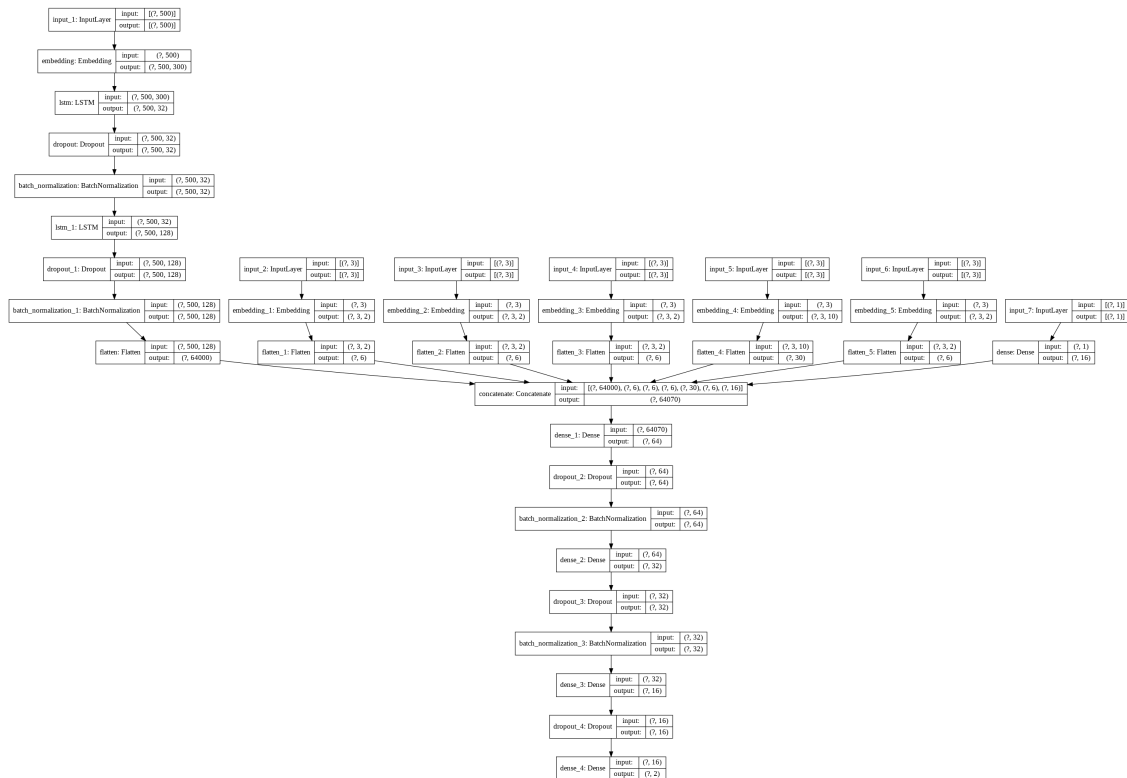 input_1: InputLayer input: [(?, 500)]
output: [(?, 500)]
embedding: Embedding input: (?, 500)
output: (?, 500, 300)
lstm: LSTM input: (?, 500, 300)
output: (?, 500, 32)
dropout: Dropout input: (?, 500, 32)
output: (?, 500, 32)
batch_normalization: BatchNormalization input: (?, 500, 32)
output: (?, 500, 32)
lstm_1: LSTM input: (?, 500, 32)
output: (?, 500, 128)
dropout_1: Dropout input: (?, 500, 128)
output: (?, 500, 128)
input_2: InputLayer input: [(?, 3)]
output: [(?, 3)]
input_3: InputLayer input: [(?, 3)]
output: [(?, 3)]
input_4: InputLayer input: [(?, 3)]
output: [(?, 3)]
input_5: InputLayer input: [(?, 3)]
output: [(?, 3)]
input_6: InputLayer input: [(?, 3)]
output: [(?, 3)]
batch_normalization_1: BatchNormalization input: (?, 500, 128)
output: (?, 500, 128)
embedding_1: Embedding input: (?, 3)
output: (?, 3, 2)
embedding_2: Embedding input: (?, 3)
output: (?, 3, 2)
embedding_3: Embedding input: (?, 3)
output: (?, 3, 2)
embedding_4: Embedding input: (?, 3)
output: (?, 3, 10)
embedding_5: Embedding input: (?, 3)
output: (?, 3, 2)
input_7: InputLayer input: [(?, 1)]
output: [(?, 1)]
flatten: Flatten input: (?, 500, 128)
output: (?, 64000)
flatten_1: Flatten input: (?, 3, 2)
output: (?, 6)
flatten_2: Flatten input: (?, 3, 2)
output: (?, 6)
flatten_3: Flatten input: (?, 3, 2)
output: (?, 6)
flatten_4: Flatten input: (?, 3, 10)
output: (?, 30)
flatten_5: Flatten input: (?, 3, 2)
output: (?, 6)
dense: Dense input: (?, 1)
output: (?, 16)
concatenate: Concatenate input: [(?, 64000), (?, 6), (?, 6), (?, 6), (?, 30), (?, 6), (?, 16)]
output: (?, 64070)
dense_1: Dense input: (?, 64070)
output: (?, 64)
dropout_2: Dropout input: (?, 64)
output: (?, 64)
batch_normalization_2: BatchNormalization input: (?, 64)
output: (?, 64)
dense_2: Dense input: (?, 64)
output: (?, 32)
dropout_3: Dropout input: (?, 32)
output: (?, 32)
batch_normalization_3: BatchNormalization input: (?, 32)
output: (?, 32)
dense_3: Dense input: (?, 32)
output: (?, 16)
dropout_4: Dropout input: (?, 16)
output: (?, 16)
dense_4: Dense input: (?, 16)
output: (?, 2)